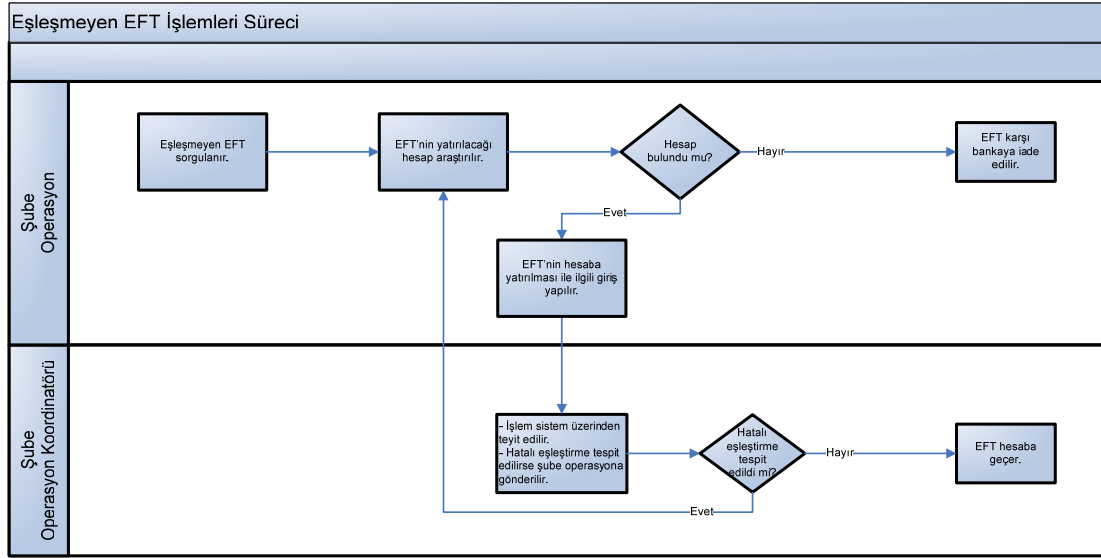 Eşleşmeyen EFT İşlemleri Süreci
Şube
Operasyon
Eşleşmeyen EFT
sorgulanır.
EFT'nin yatırılacağı
hesap araştırılır.
Hesap
bulundu mu?
Hayır
EFT karşı
bankaya iade
edilir.
Evet
EFT'nin hesaba
yatırılması ile ilgili giriş
yapılır.
Şube
Operasyon Koordinatörü
- İşlem sistem üzerinden
teyit edilir.
- Hatalı eşleştirme tespit
edilirse şube operasyona
gönderilir.
Hatalı
eşleştirme
tespit
edildi mi?
Hayır
EFT hesaba
geçer.
Evet